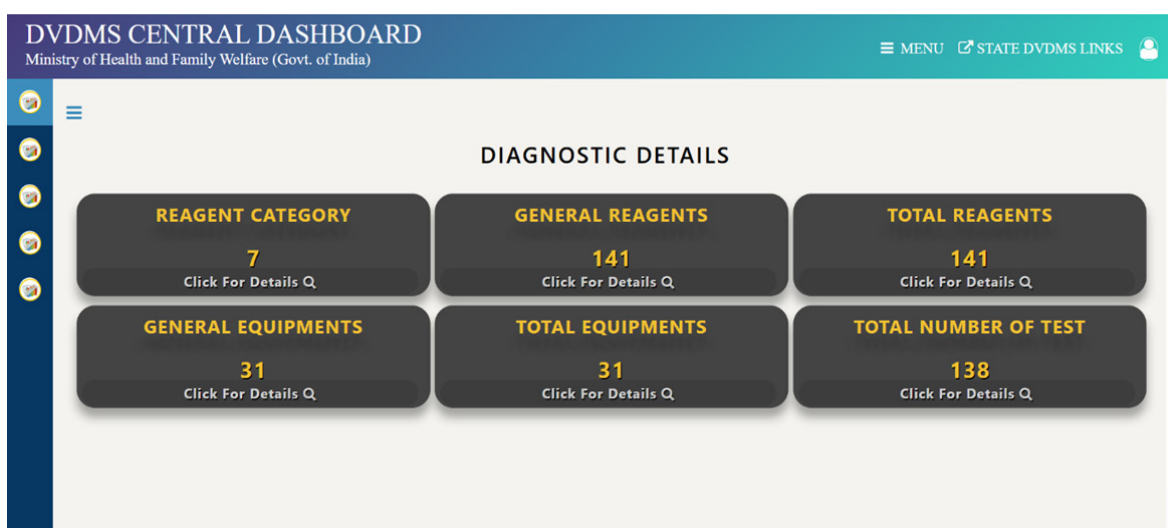 DVDMS CENTRAL DASHBOARD
Ministry of Health and Family Welfare (Govt. of India)
MENU STATE DVDMS LINKS
DIAGNOSTIC DETAILS
REAGENT CATEGORY
7
Click For Details
GENERAL REAGENTS
141
Click For Details
TOTAL REAGENTS
141
Click For Details
GENERAL EQUIPMENTS
31
Click For Details
TOTAL EQUIPMENTS
31
Click For Details
TOTAL NUMBER OF TEST
138
Click For Details